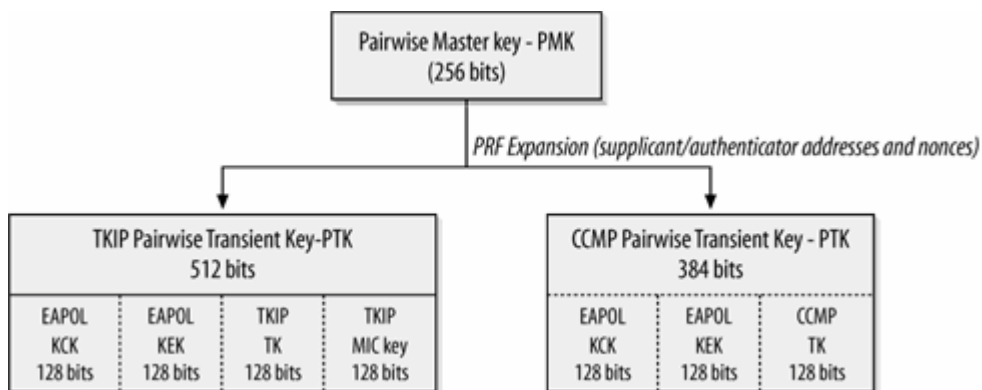 Pairwise Master key - PMK
(256 bits)
PRF Expansion (supplicant/authenticator addresses and nonces)
TKIP Pairwise Transient Key-PTK
512 bits
EAPOL
KCK
128 bits
EAPOL
KEK
128 bits
TKIP
TK
128 bits
TKIP
MIC key
128 bits
CCMP Pairwise Transient Key - PTK
384 bits
EAPOL
KCK
128 bits
EAPOL
KEK
128 bits
CCMP
TK
128 bits